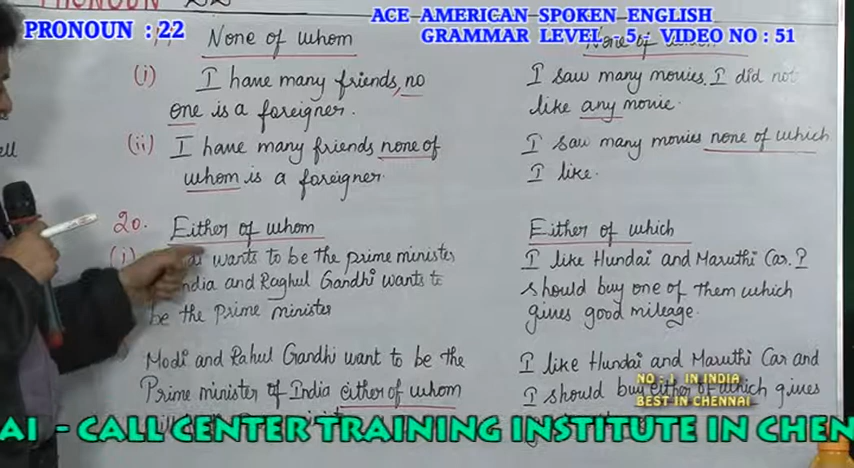 ACE AMERICAN SPOKEN ENGLISH
PRONOUN : 22
GRAMMAR LEVEL - 5 - VIDEO NO : 51
None of whom
(i) I have many friends, no
one is a foreigner.
(ii) I have many friends none of
whom is a foreigner.
20. Either of whom
(i) wants to be the prime minister
India and Raghul Gandhi wants to
be the Prime minister
Modi and Rahul Gandhi want to be the
Prime minister of India either of whom
None of which
I saw many movies. I did not
like any movie.
I saw many movies none of which
I like.
Either of which
I like Hundai and Maruthi Car. I
should buy one of them which
gives good mileage.
I like Hundai and Maruthi Car and
I should buy either of which gives
NO : 1 IN INDIA
BEST IN CHENNAI
AI - CALL CENTER TRAINING INSTITUTE IN CHEN